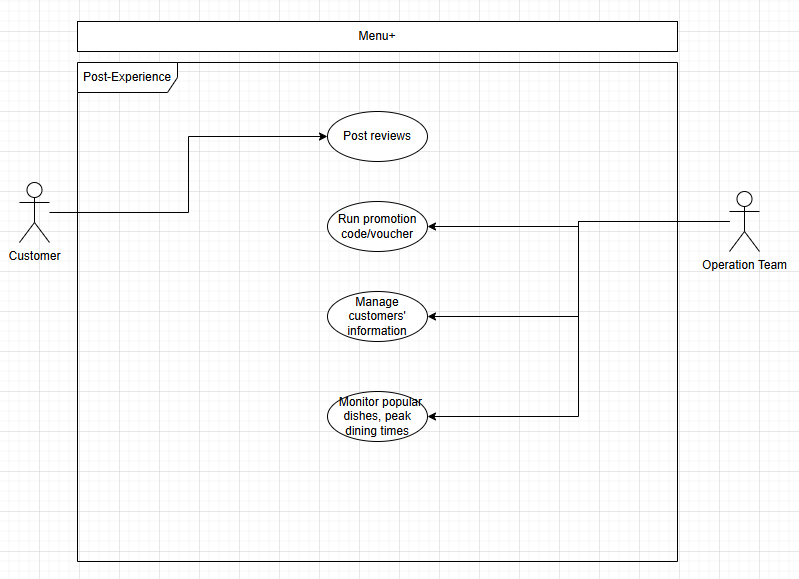 Menu+
Post-Experience
Post reviews
Customer
Run promotion
code/voucher
Operation Team
Manage
customers'
information
Monitor popular
dishes, peak
dining times